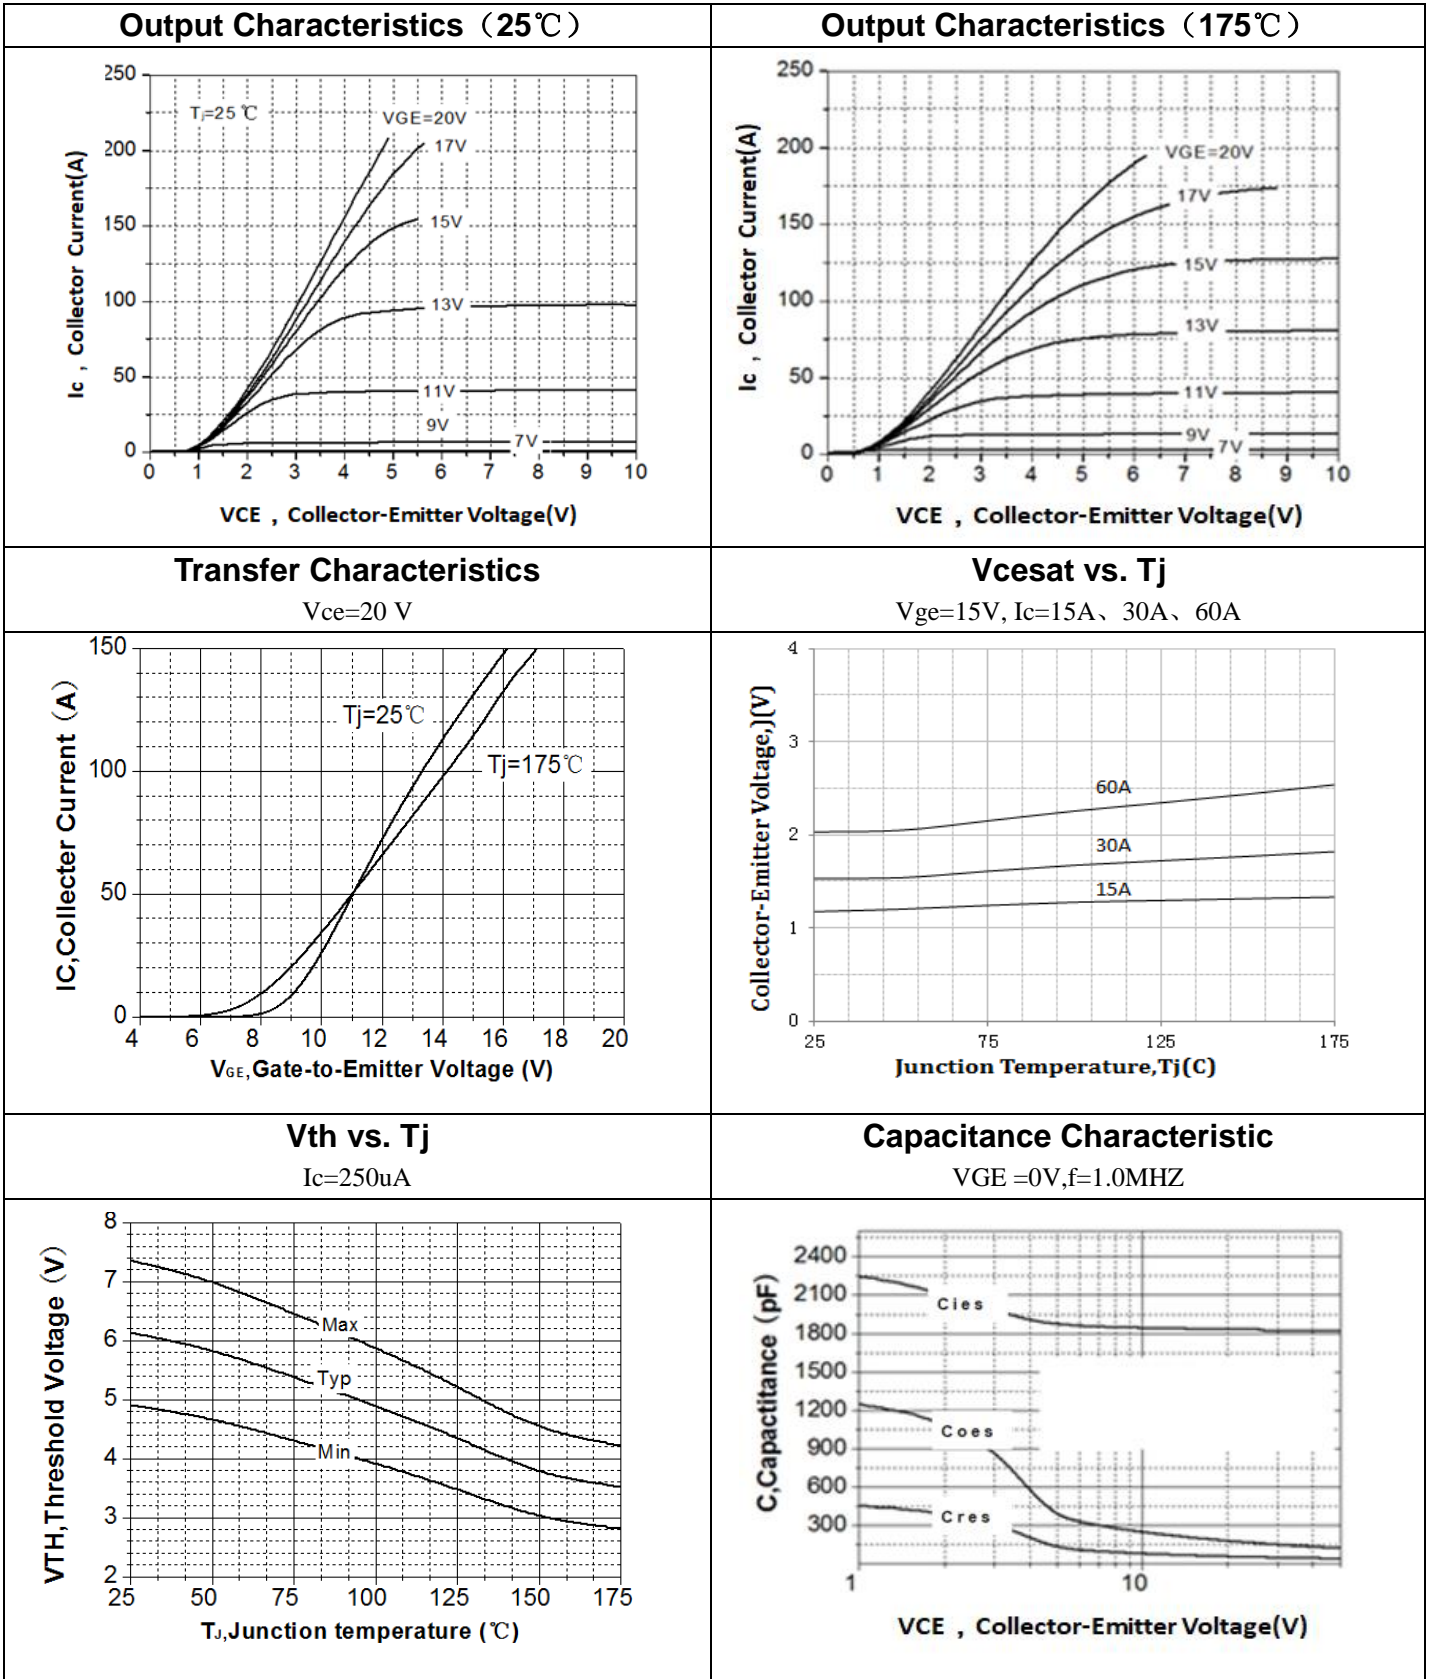 Output Characteristics（25℃）
250
200
150
100
50
0
Ic , Collector Current(A)
Tj=25 ℃
VGE=20V
17V
15V
13V
11V
9V
7V
0 1 2 3 4 5 6 7 8 9 10
VCE , Collector-Emitter Voltage(V)
Output Characteristics（175℃）
250
200
150
100
50
0
Ic , Collector Current(A)
VGE=20V
17V
15V
13V
11V
9V
7V
0 1 2 3 4 5 6 7 8 9 10
VCE , Collector-Emitter Voltage(V)
Transfer Characteristics
Vce=20 V
150
100
50
0
IC,Collecter Current（A）
Tj=25℃
Tj=175℃
4 6 8 10 12 14 16 18 20
VGE,Gate-to-Emitter Voltage (V)
Vcesat vs. Tj
Vge=15V, Ic=15A、30A、60A
4
3
2
1
0
Collector-Emitter Voltage,)(V)
60A
30A
15A
25 75 125 175
Junction Temperature,Tj(C)
Vth vs. Tj
Ic=250uA
8
7
6
5
4
3
2
VTH,Threshold Voltage（V）
Max
Typ
Min
25 50 75 100 125 150 175
TJ,Junction temperature (℃)
Capacitance Characteristic
VGE =0V,f=1.0MHZ
2400
2100
1800
1500
1200
900
600
300
C,Capacitance（pF）
Cies
Coes
Cres
1 10
VCE , Collector-Emitter Voltage(V)